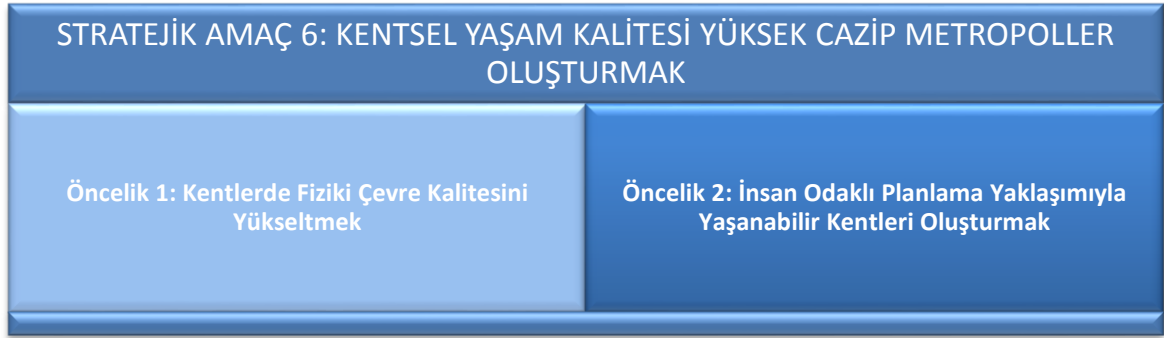 STRATEJİK AMAÇ 6: KENTSEL YAŞAM KALİTESİ YÜKSEK CAZİP METROPOLLER
OLUŞTURMAK
Öncelik 1: Kentlerde Fiziki Çevre Kalitesini
Yükseltmek
Öncelik 2: İnsan Odaklı Planlama Yaklaşımıyla
Yaşanabilir Kentleri Oluşturmak